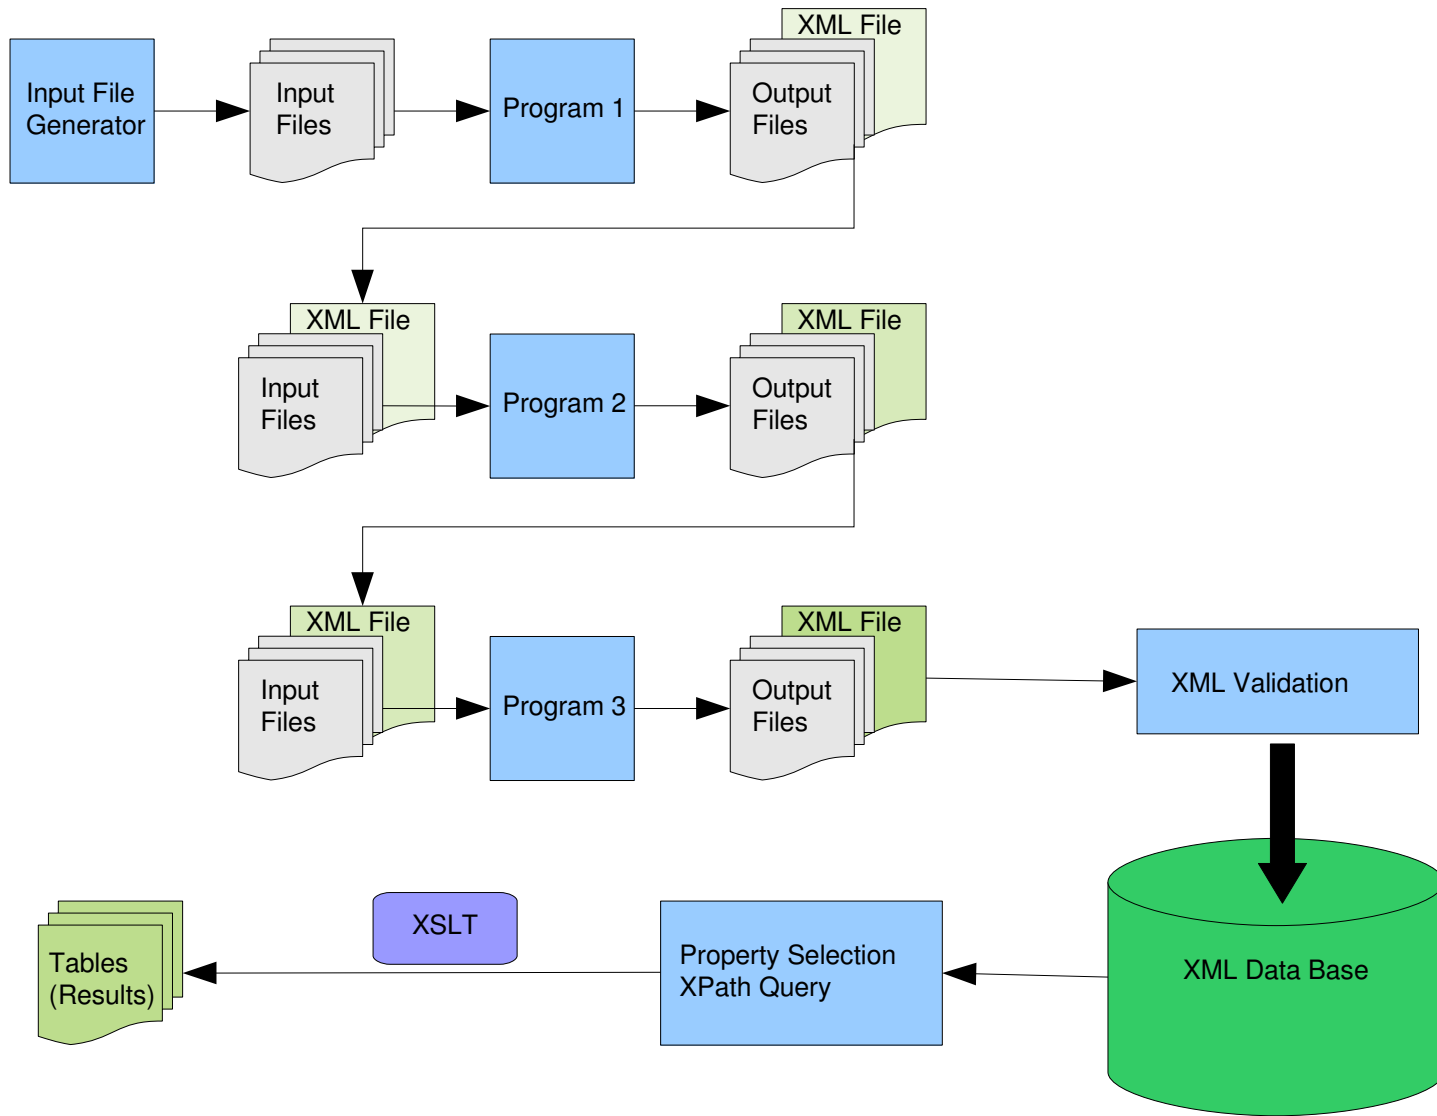 XML File
Input File
Generator
Input
Files
Program 1
Output
Files
XML File
Input
Files
Program 2
XML File
Output
Files
XML File
Input
Files
Program 3
XML File
Output
Files
XML Validation
Tables
(Results)
XSLT
Property Selection
XPath Query
XML Data Base